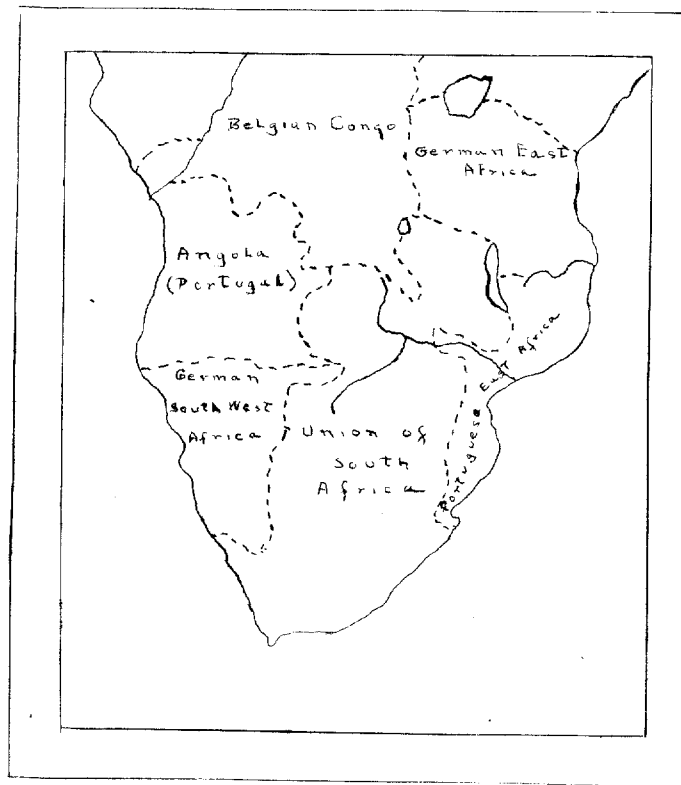 Belgian Congo
German East
Africa
Angola
(Portugal)
German
South West
Africa
Union of
South
Africa
Portuguese East Africa